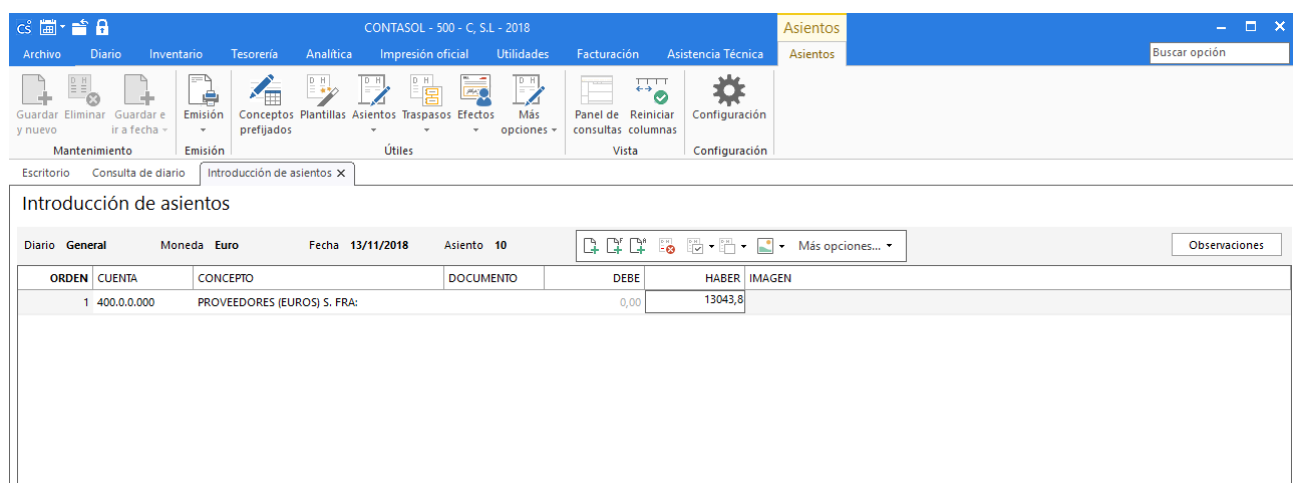 CONTASOL - 500 - C, S.L - 2018
Asientos
Archivo Diario Inventario Tesorería Analítica Impresión oficial Utilidades Facturación Asistencia Técnica Asientos Buscar opción
Guardar Eliminar Guardar e Emisión Conceptos Plantillas Asientos Traspasos Efectos Más Panel de Reiniciar Configuración
y nuevo ir a fecha prefijados opciones consultas columnas
Mantenimiento Emisión Útiles Vista Configuración
Escritorio Consulta de diario Introducción de asientos X
Introducción de asientos
Diario General Moneda Euro Fecha 13/11/2018 Asiento 10 Más opciones... Observaciones
ORDEN CUENTA CONCEPTO DOCUMENTO DEBE HABER IMAGEN
1 400.0.0.000 PROVEEDORES (EUROS) S. FRA: 0,00 13043,8